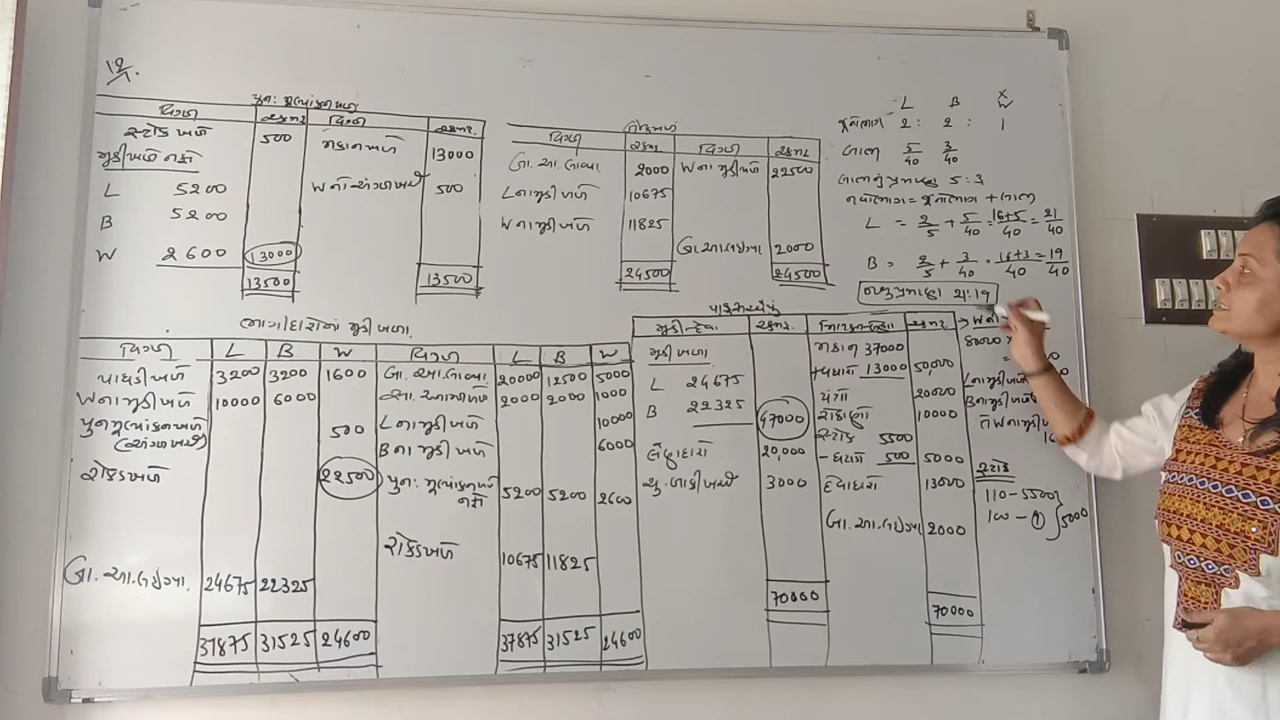 12/1.
પુન: મૂલ્યાંકન ખાતું
વિગત રકમ વિગત રકમ
સ્ટોક ખાતે 500 મકાન ખાતે 13000
મૂડી ખાતે નફો
L 5200 500
B 5200
W 2600 13000
13500 13500
રોકડ ખાતું
વિગત રકમ વિગત રકમ
બા. આ. લાવ્યા 2000 W ના મૂડી ખાતે 22500
L ના મૂડી ખાતે 10675
W ના મૂડી ખાતે 11825
બા. આ. લઈ ગયા 2000
24500 24500
L B W
જૂનો ભાગ 2 : 2 : 1
લાભ 5/40 3/40
લાભનું પ્રમાણ 5:3
નવો ભાગ = જૂનો ભાગ + લાભ
L = 2/5 + 5/40 = 16+5/40 = 21/40
B = 2/5 + 3/40 = 16+3/40 = 19/40
નવું પ્રમાણ 21:19
ભાગીદારોનાં મૂડી ખાતા
વિગત L B W વિગત L B W
પાઘડી ખાતે 3200 3200 1600 બા. આ. લાવ્યા 20000 12500 5000
W ના મૂડી ખાતે 10000 6000 સા. અનામત ખાતે 2000 2000 1000
પુન મૂલ્યાંકન ખાતે 500 L ના મૂડી ખાતે 10000
B ના મૂડી ખાતે 6000
રોકડ ખાતે 22500 પુન: મૂલ્યાંકન ખાતે નફો 5200 5200 2600
રોકડ ખાતે 10675 11825
બા. આ. લઈ ગયા. 24675 22325
37875 31525 24600 37875 31525 24600
પાકું સરવૈયું
મૂડી-દેવા રકમ. મિલકત-લેણા રકમ
મૂડી ખાતા મકાન 37000
L 24675 + વધારો 13000 50000
B 22325 47000 યંત્રો 20000
રોકાણો 10000
લેણદારો 20,000 સ્ટોક 5500
- ઘટાડો 500 5000
3000 દેવાદારો 13000
બા. આ. લઈ ગયા 2000
70000 70000
80000 ×
L ના મૂડી ખાતે
B ના મૂડી ખાતે
સ્ટોક
110 - 5500
100 - (?) } 5000